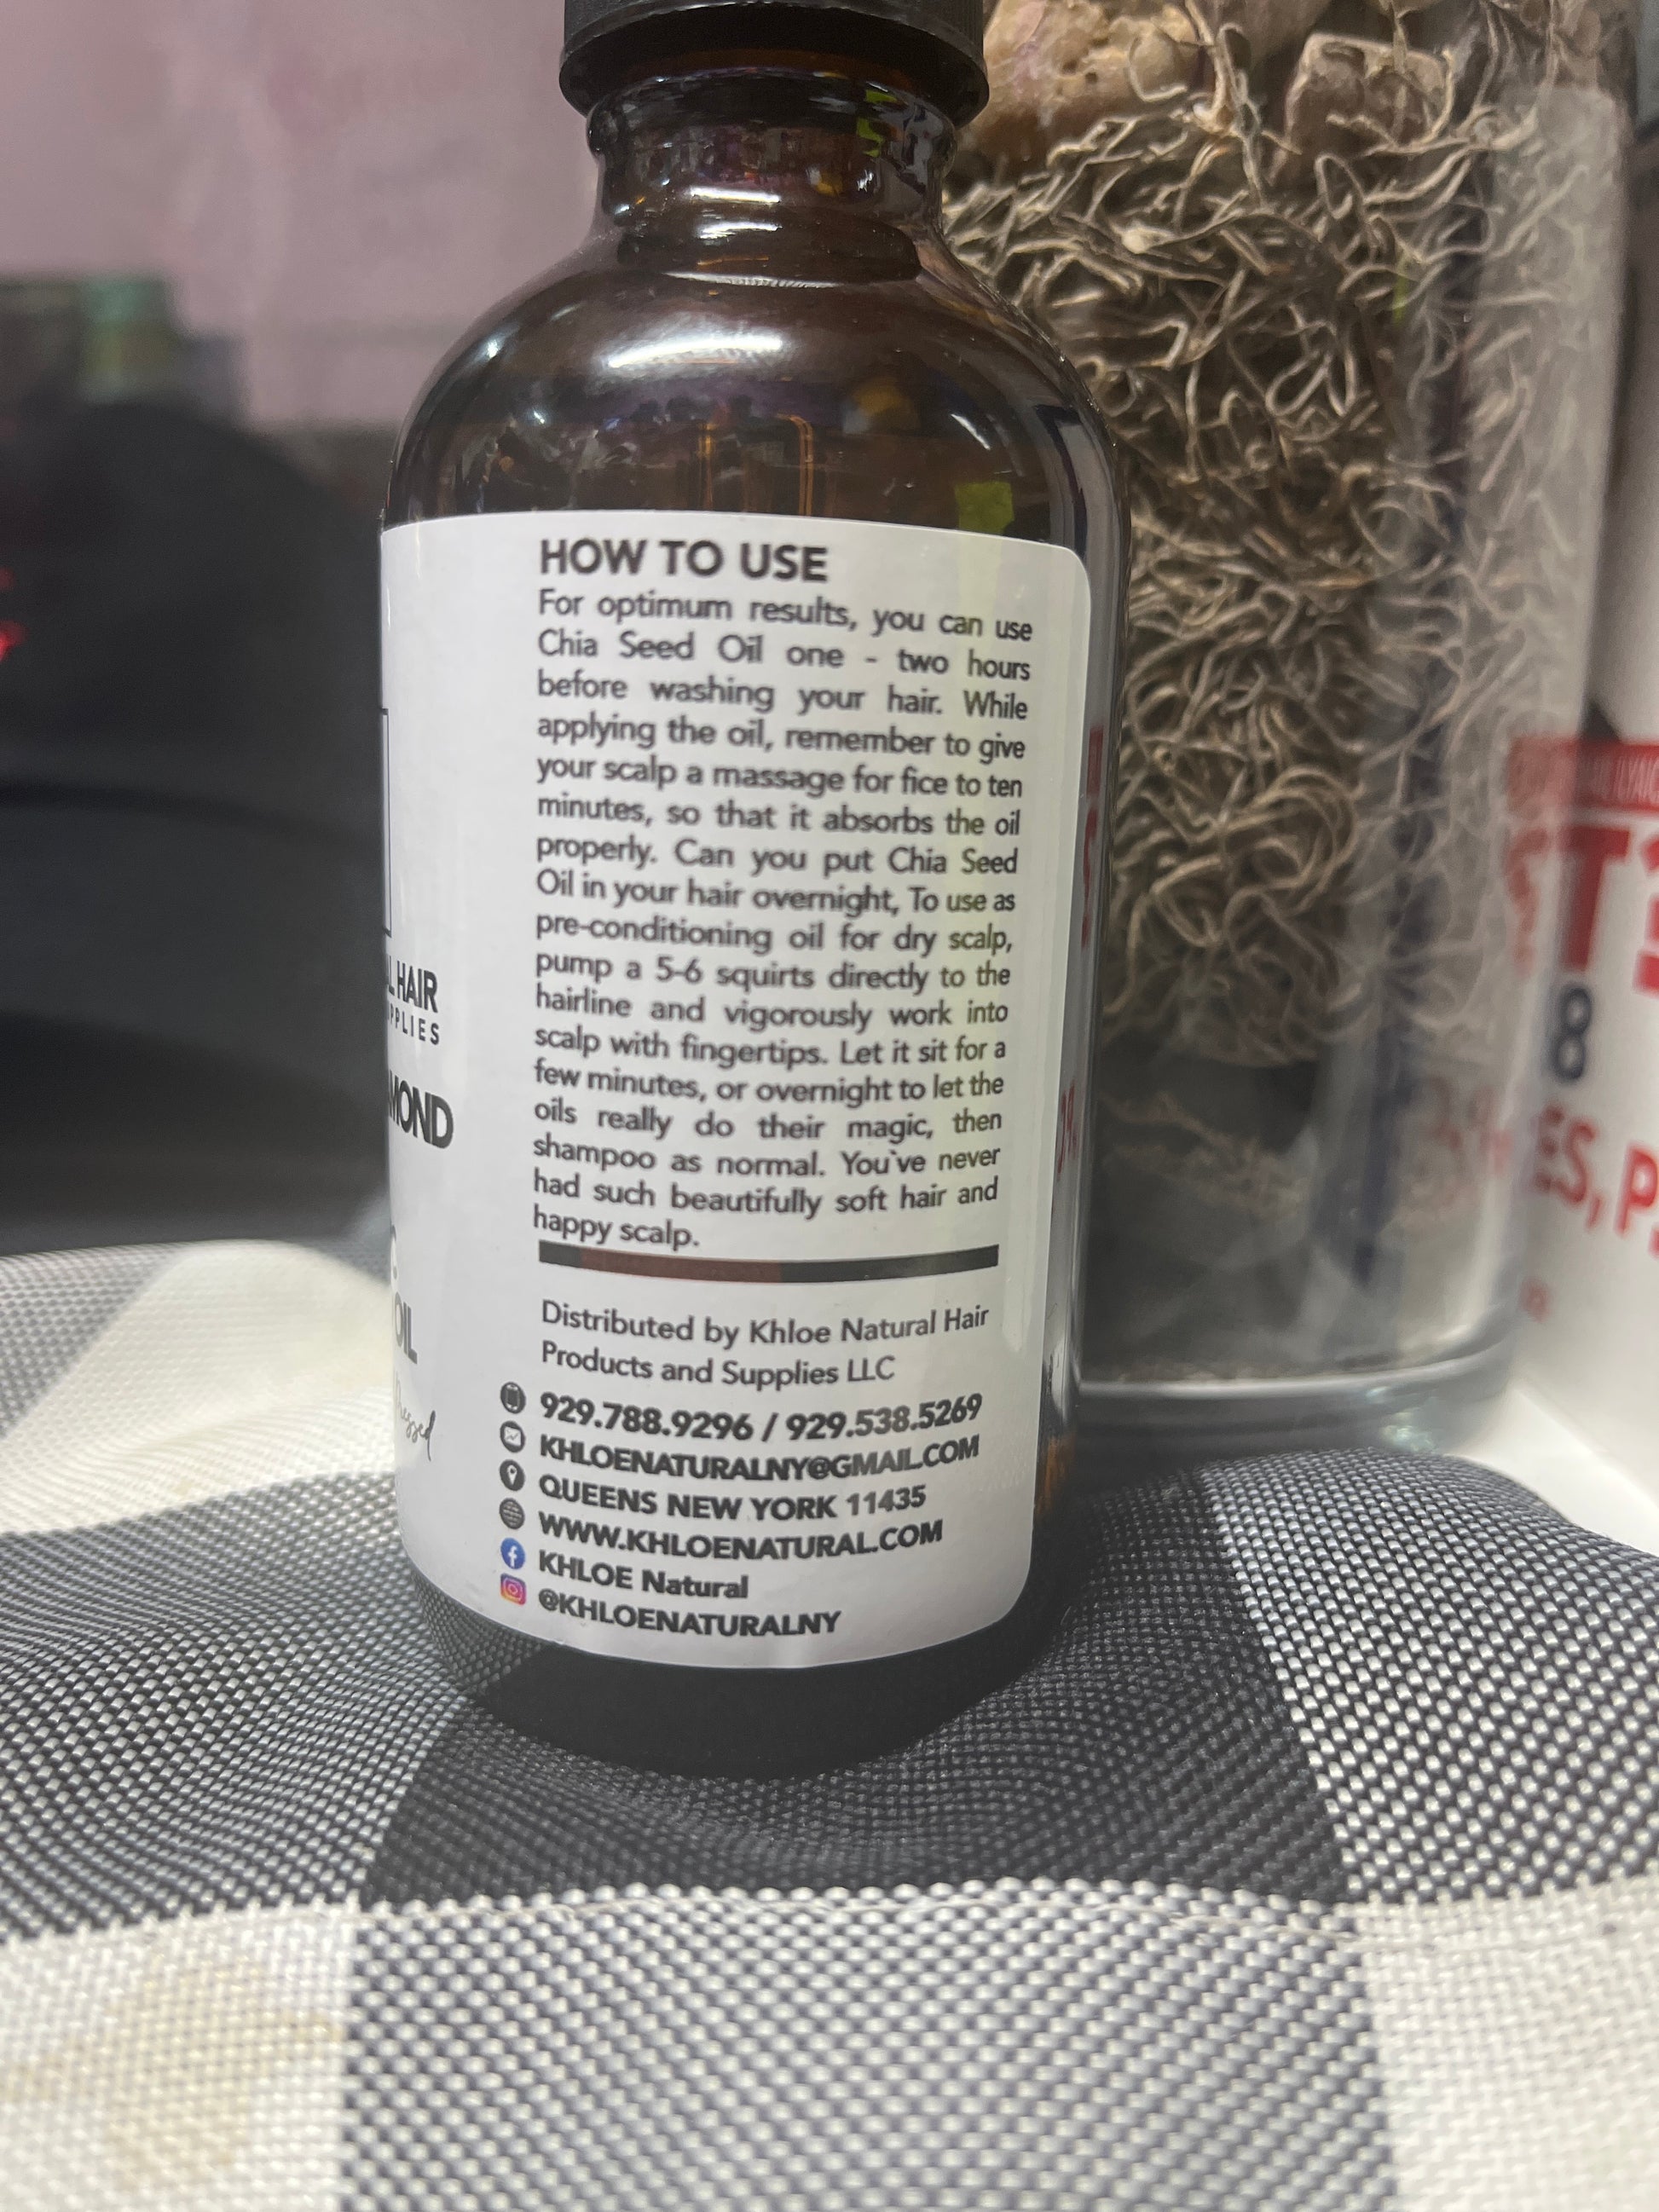 HOW TO USE
For optimum results, you can use
Chia Seed Oil one - two hours
before washing your hair. While
applying the oil, remember to give
your scalp a massage for fice to ten
minutes, so that it absorbs the oil
properly. Can you put Chia Seed
Oil in your hair overnight, To use as
pre-conditioning oil for dry scalp,
pump a 5-6 squirts directly to the
hairline and vigorously work into
scalp with fingertips. Let it sit for a
few minutes, or overnight to let the
oils really do their magic, then
shampoo as normal. You`ve never
had such beautifully soft hair and
happy scalp.
Distributed by Khloe Natural Hair
Products and Supplies LLC
929.788.9296 / 929.538.5269
KHLOENATURALNY@GMAIL.COM
QUEENS NEW YORK 11435
WWW.KHLOENATURAL.COM
KHLOE Natural
@KHLOENATURALNY
HAIR
OIL
8